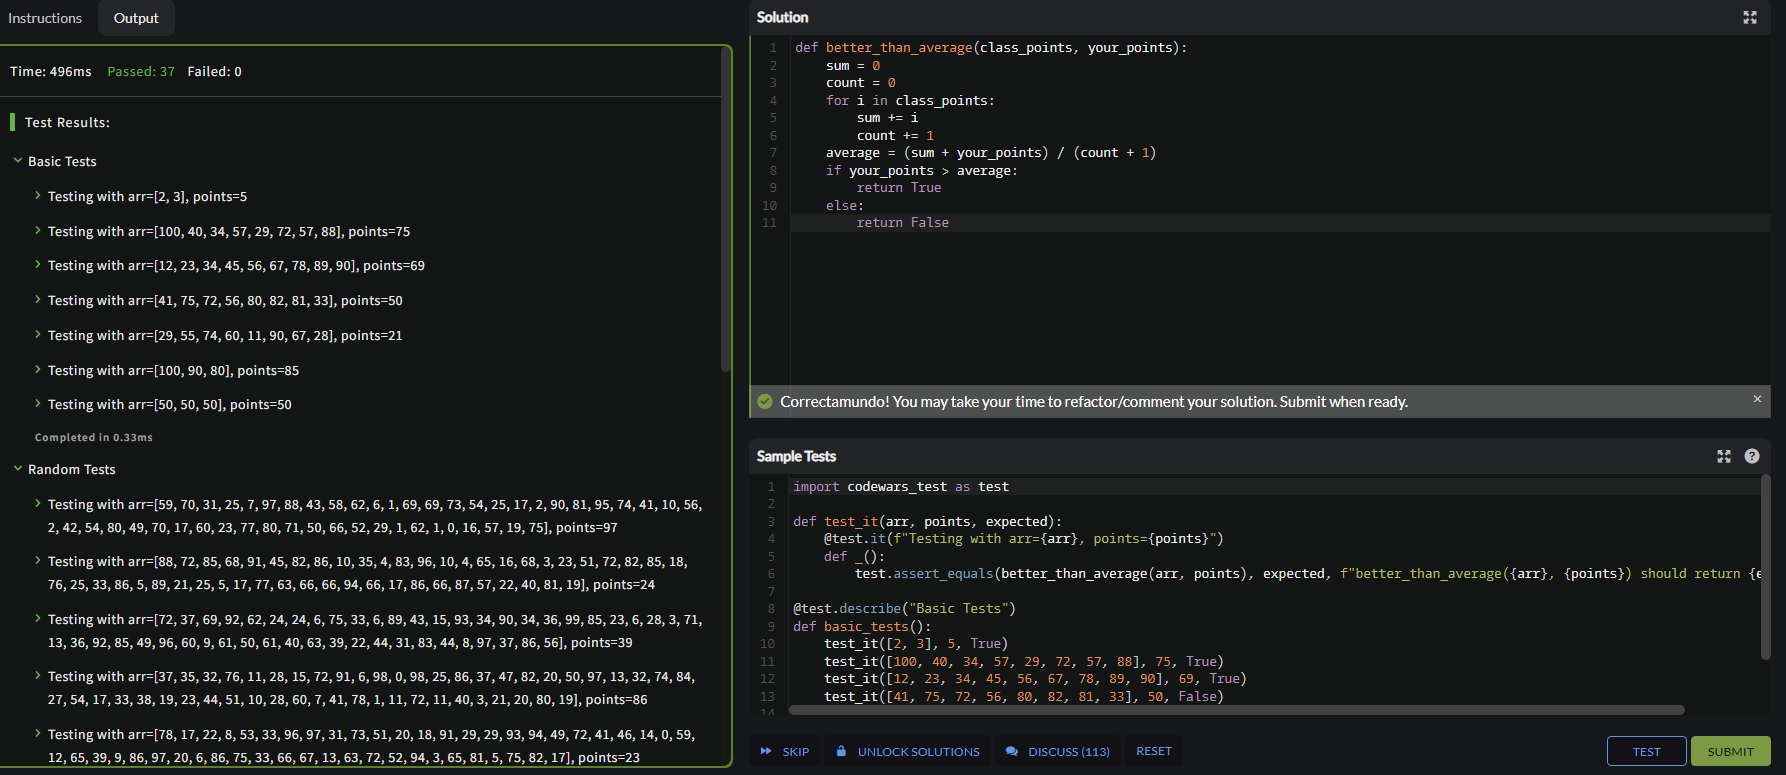 Instructions
Output
Time: 496ms Passed: 37 Failed: 0
Test Results:
Basic Tests
Testing with arr=[2, 3], points=5
Testing with arr=[100, 40, 34, 57, 29, 72, 57, 88], points=75
Testing with arr=[12, 23, 34, 45, 56, 67, 78, 89, 90], points=69
Testing with arr=[41, 75, 72, 56, 80, 82, 81, 33], points=50
Testing with arr=[29, 55, 74, 60, 11, 90, 67, 28], points=21
Testing with arr=[100, 90, 80], points=85
Testing with arr=[50, 50, 50], points=50
Completed in 0.33ms
Random Tests
Testing with arr=[59, 70, 31, 25, 7, 97, 88, 43, 58, 62, 6, 1, 69, 69, 73, 54, 25, 17, 2, 90, 81, 95, 74, 41, 10, 56,
2, 42, 54, 80, 49, 70, 17, 60, 23, 77, 80, 71, 50, 66, 52, 29, 1, 62, 1, 0, 16, 57, 19, 75], points=97
Testing with arr=[88, 72, 85, 68, 91, 45, 82, 86, 10, 35, 4, 83, 96, 10, 4, 65, 16, 68, 3, 23, 51, 72, 82, 85, 18,
76, 25, 33, 86, 5, 89, 21, 25, 5, 17, 77, 63, 66, 66, 94, 66, 17, 86, 66, 87, 57, 22, 40, 81, 19], points=24
Testing with arr=[72, 37, 69, 92, 62, 24, 24, 6, 75, 33, 6, 89, 43, 15, 93, 34, 90, 34, 36, 99, 85, 23, 6, 28, 3, 71,
13, 36, 92, 85, 49, 96, 60, 9, 61, 50, 61, 40, 63, 39, 22, 44, 31, 83, 44, 8, 97, 37, 86, 56], points=39
Testing with arr=[37, 35, 32, 76, 11, 28, 15, 72, 91, 6, 98, 0, 98, 25, 86, 37, 47, 82, 20, 50, 97, 13, 32, 74, 84,
27, 54, 17, 33, 38, 19, 23, 44, 51, 10, 28, 60, 7, 41, 78, 1, 11, 72, 11, 40, 3, 21, 20, 80, 19], points=86
Testing with arr=[78, 17, 22, 8, 53, 33, 96, 97, 31, 73, 51, 20, 18, 91, 29, 29, 93, 94, 49, 72, 41, 46, 14, 0, 59,
12, 65, 39, 9, 86, 97, 20, 6, 86, 75, 33, 66, 67, 13, 63, 72, 52, 94, 3, 65, 81, 5, 75, 82, 17], points=23
Solution
1 def better_than_average(class_points, your_points):
2 sum = 0
3 count = 0
4 for i in class_points:
5 sum += i
6 count += 1
7 average = (sum + your_points) / (count + 1)
8 if your_points > average:
9 return True
10 else:
11 return False
Correctamundo! You may take your time to refactor/comment your solution. Submit when ready.
Sample Tests
1 import codewars_test as test
2
3 def test_it(arr, points, expected):
4 @test.it(f"Testing with arr={arr}, points={points}")
5 def _():
6 test.assert_equals(better_than_average(arr, points), expected, f"better_than_average({arr}, {points}) should return {e
7
8 @test.describe("Basic Tests")
9 def basic_tests():
10 test_it([2, 3], 5, True)
11 test_it([100, 40, 34, 57, 29, 72, 57, 88], 75, True)
12 test_it([12, 23, 34, 45, 56, 67, 78, 89, 90], 69, True)
13 test_it([41, 75, 72, 56, 80, 82, 81, 33], 50, False)
14
SKIP
UNLOCK SOLUTIONS
DISCUSS (113)
RESET
TEST
SUBMIT